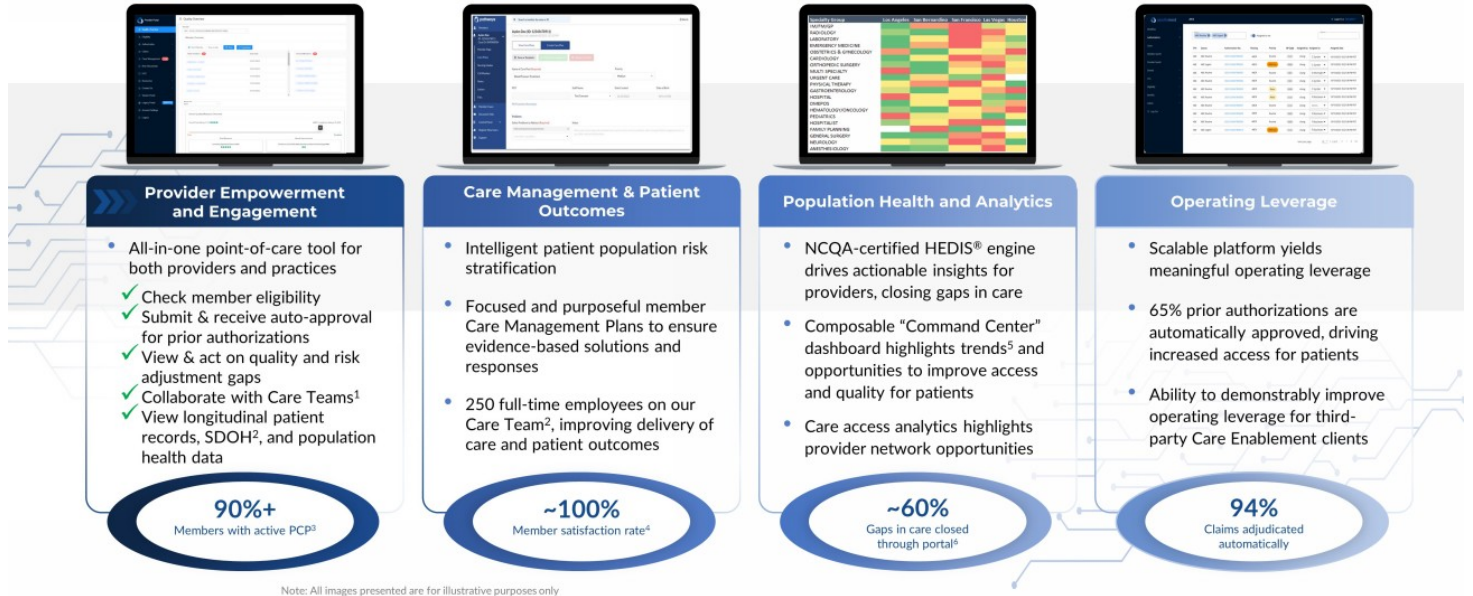 Specialty Group Los Angeles San Bernardino San Francisco Las Vegas Houston
RADIOLOGY
LABORATORY
EMERGENCY MEDICINE
OBSTETRICS & GYNECOLOGY
CARDIOLOGY
ORTHOPEDIC SURGERY
MULTI SPECIALTY
URGENT CARE
PHYSICAL THERAPY
GASTROENTEROLOGY
HOSPITAL
HEMATOLOGY/ONCOLOGY
PEDIATRICS
HOSPITALIST
FAMILY PLANNING
GENERAL SURGERY
NEUROLOGY
ANESTHESIOLOGY
Provider Empowerment
and Engagement
• All-in-one point-of-care tool for
both providers and practices
✓ Check member eligibility
✓ Submit & receive auto-approval
for prior authorizations
✓ View & act on quality and risk
adjustment gaps
✓ Collaborate with Care Teams¹
✓ View longitudinal patient
records, SDOH², and population
health data
90%+
Members with active PCP³
Care Management & Patient
Outcomes
• Intelligent patient population risk
stratification
• Focused and purposeful member
Care Management Plans to ensure
evidence-based solutions and
responses
• 250 full-time employees on our
Care Team², improving delivery of
care and patient outcomes
~100%
Member satisfaction rate⁴
Population Health and Analytics
• NCQA-certified HEDIS® engine
drives actionable insights for
providers, closing gaps in care
• Composable “Command Center”
dashboard highlights trends⁵ and
opportunities to improve access
and quality for patients
• Care access analytics highlights
provider network opportunities
~60%
Gaps in care closed
through portal⁶
Operating Leverage
• Scalable platform yields
meaningful operating leverage
• 65% prior authorizations are
automatically approved, driving
increased access for patients
• Ability to demonstrably improve
operating leverage for third-
party Care Enablement clients
94%
Claims adjudicated
automatically
Note: All images presented are for illustrative purposes only